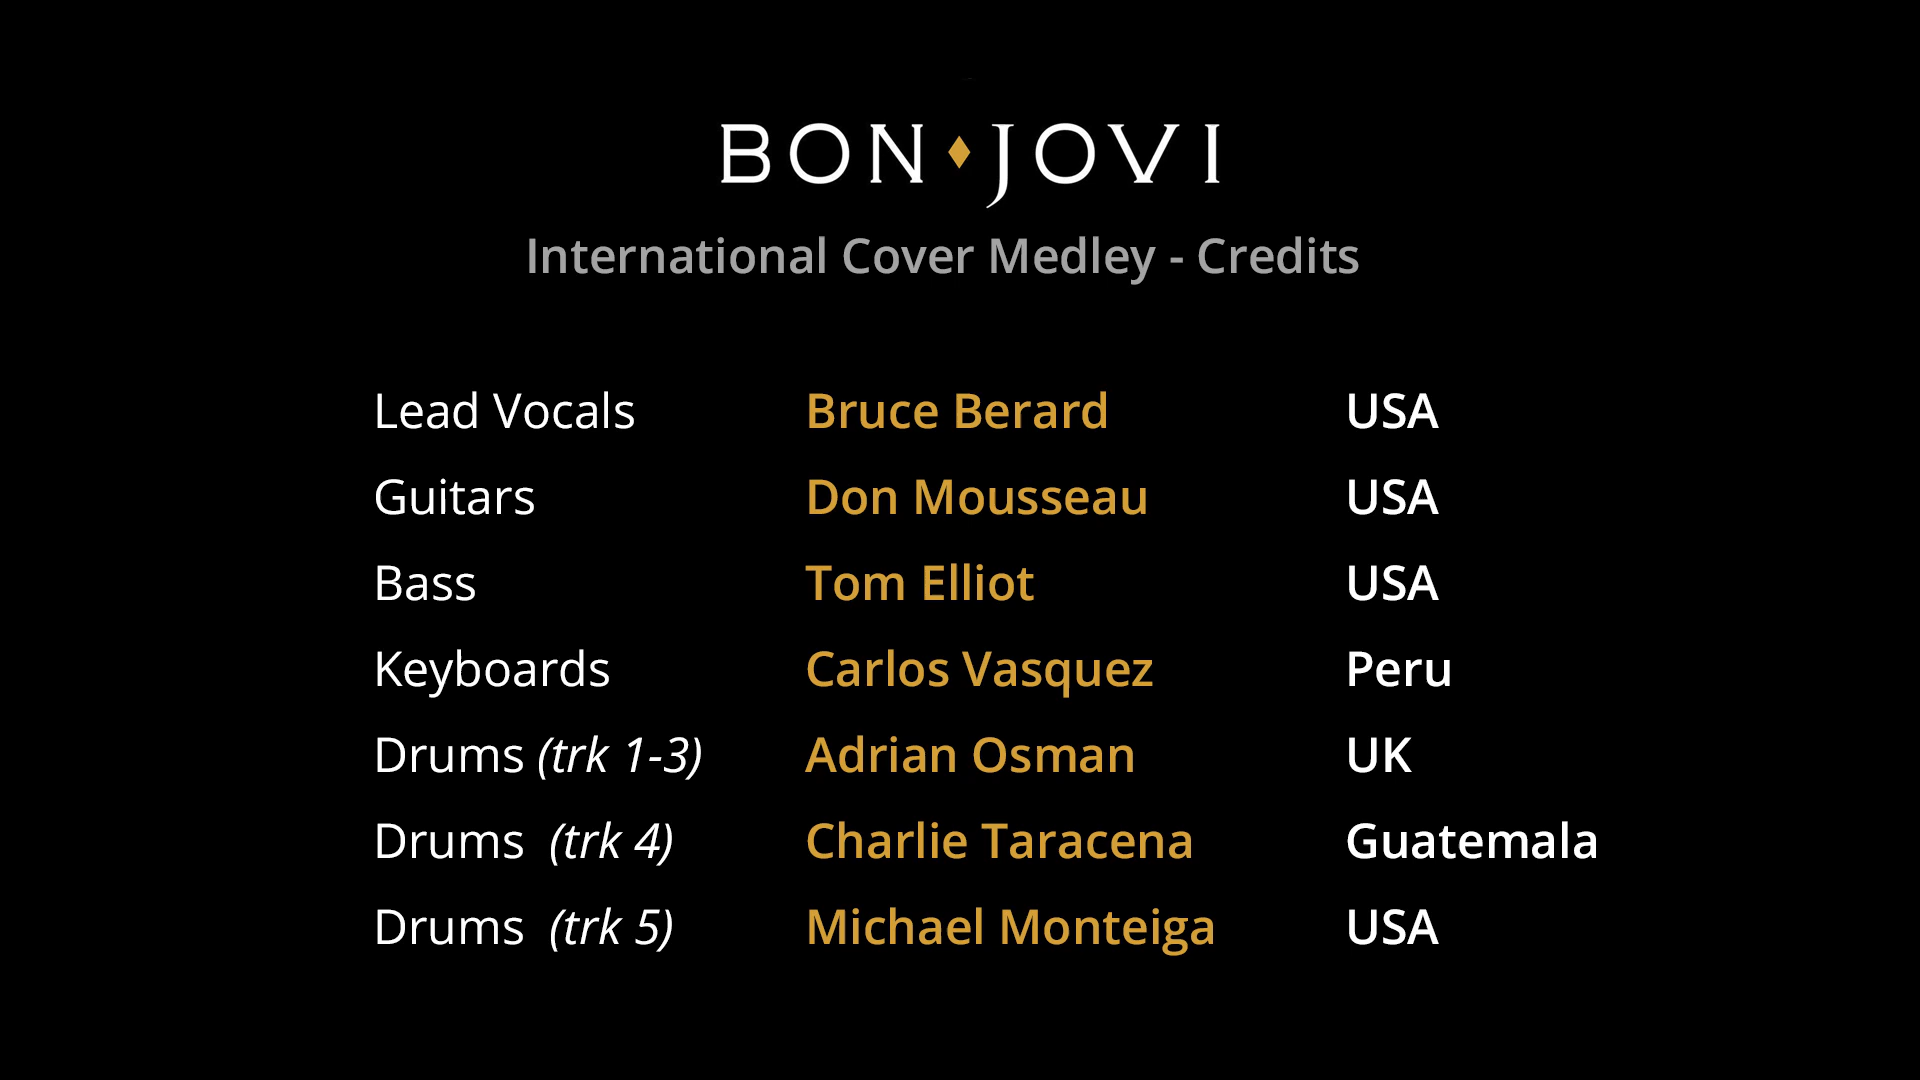 BON♦JOVI
International Cover Medley - Credits
Lead Vocals Bruce Berard USA
Guitars Don Mousseau USA
Bass Tom Elliot USA
Keyboards Carlos Vasquez Peru
Drums (trk 1-3) Adrian Osman UK
Drums (trk 4) Charlie Taracena Guatemala
Drums (trk 5) Michael Monteiga USA